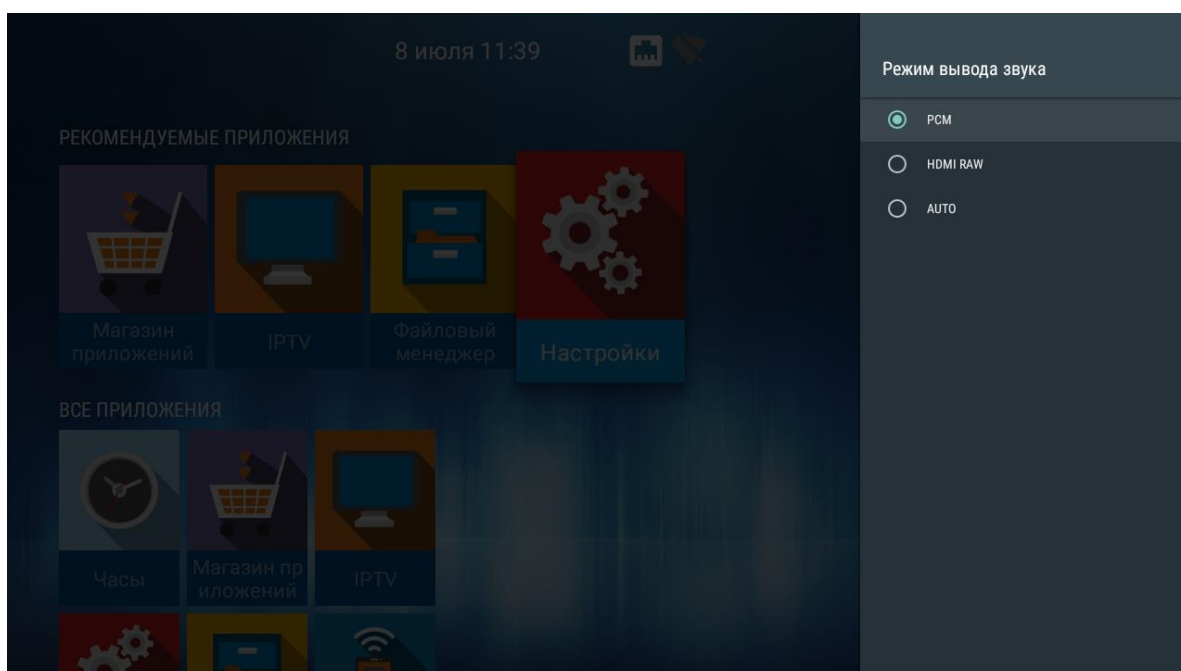 8 июля 11:39
Режим вывода звука
PCM
HDMI RAW
AUTO
РЕКОМЕНДУЕМЫЕ ПРИЛОЖЕНИЯ
Магазин
приложений
IPTV
Файловый
менеджер
Настройки
ВСЕ ПРИЛОЖЕНИЯ
Часы
Магазин пр
иложений
IPTV